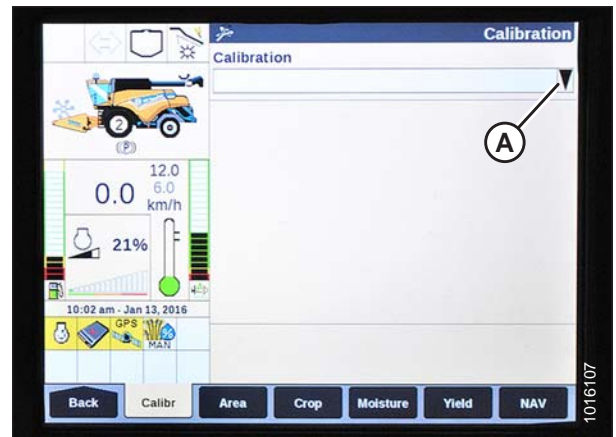 Calibration
Calibration
A
2
(P)
12.0
0.0
6.0
km/h
21%
10:02 am - Jan 13, 2016
GPS
MAN
Back
Calibr
Area
Crop
Moisture
Yield
NAV
1016107